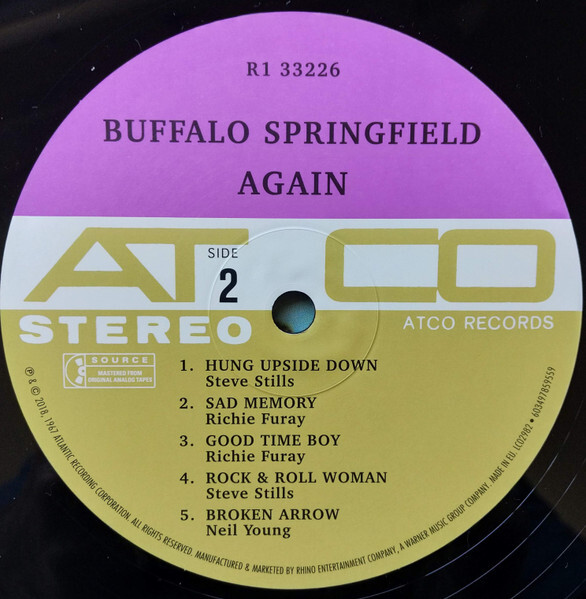 R1 33226
BUFFALO SPRINGFIELD
AGAIN
ATCO
SIDE
2
STEREO
ATCO RECORDS
SOURCE
MASTERED FROM
ORIGINAL ANALOG TAPES
1. HUNG UPSIDE DOWN
Steve Stills
2. SAD MEMORY
Richie Furay
3. GOOD TIME BOY
Richie Furay
4. ROCK & ROLL WOMAN
Steve Stills
5. BROKEN ARROW
Neil Young
℗ & © 2018, 1967 ATLANTIC RECORDING CORPORATION. ALL RIGHTS RESERVED. MANUFACTURED & MARKETED BY RHINO ENTERTAINMENT COMPANY, A WARNER MUSIC GROUP COMPANY. MADE IN EU. LC02982 • 603497859559